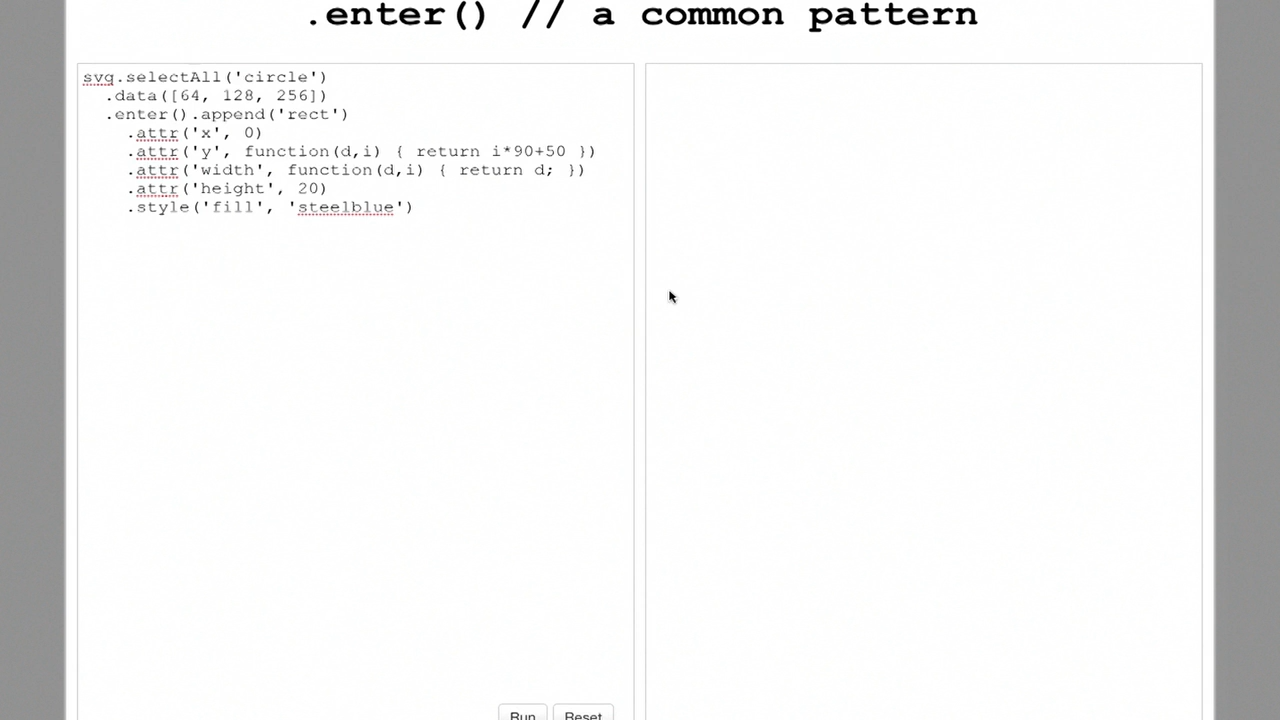 .enter() // a common pattern
svg.selectAll('circle')
.data([64, 128, 256])
.enter().append('rect')
.attr('x', 0)
.attr('y', function(d,i) { return i*90+50 })
.attr('width', function(d,i) { return d; })
.attr('height', 20)
.style('fill', 'steelblue')
Run Reset